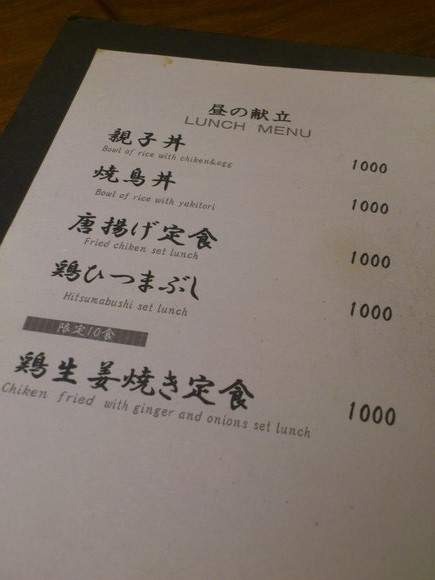 昼の献立
LUNCH MENU
親子丼 1000
Bowl of rice with chiken&egg
焼鳥丼 1000
Bowl of rice with yakitori
唐揚げ定食 1000
Fried chiken set lunch
鶏ひつまぶし 1000
Hitsumabushi set lunch
限定10食
鶏生姜焼き定食 1000
Chiken fried with ginger and onions set lunch